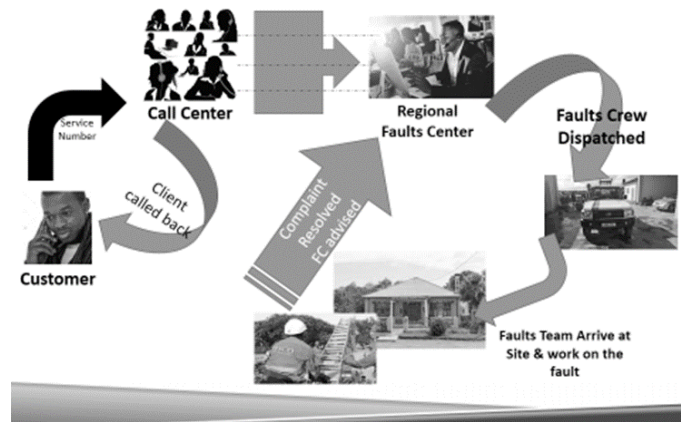 Call Center
Service
Number
Regional
Faults Center
Faults Crew
Dispatched
Client
called back
Customer
Complaint
Resolved
FC advised
Faults Team Arrive at
Site & work on the
fault